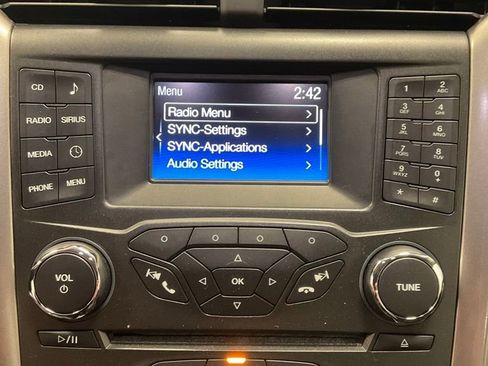 Menu 2:42
Radio Menu
SYNC-Settings
SYNC-Applications
Audio Settings
CD
RADIO SIRIUS
MEDIA
PHONE MENU
1 2 ABC
3 DEF 4 GHI
5 JKL 6 MNO
7 PQRS 8 TUV
9 WXYZ 0 +
* #
VOL
OK
TUNE